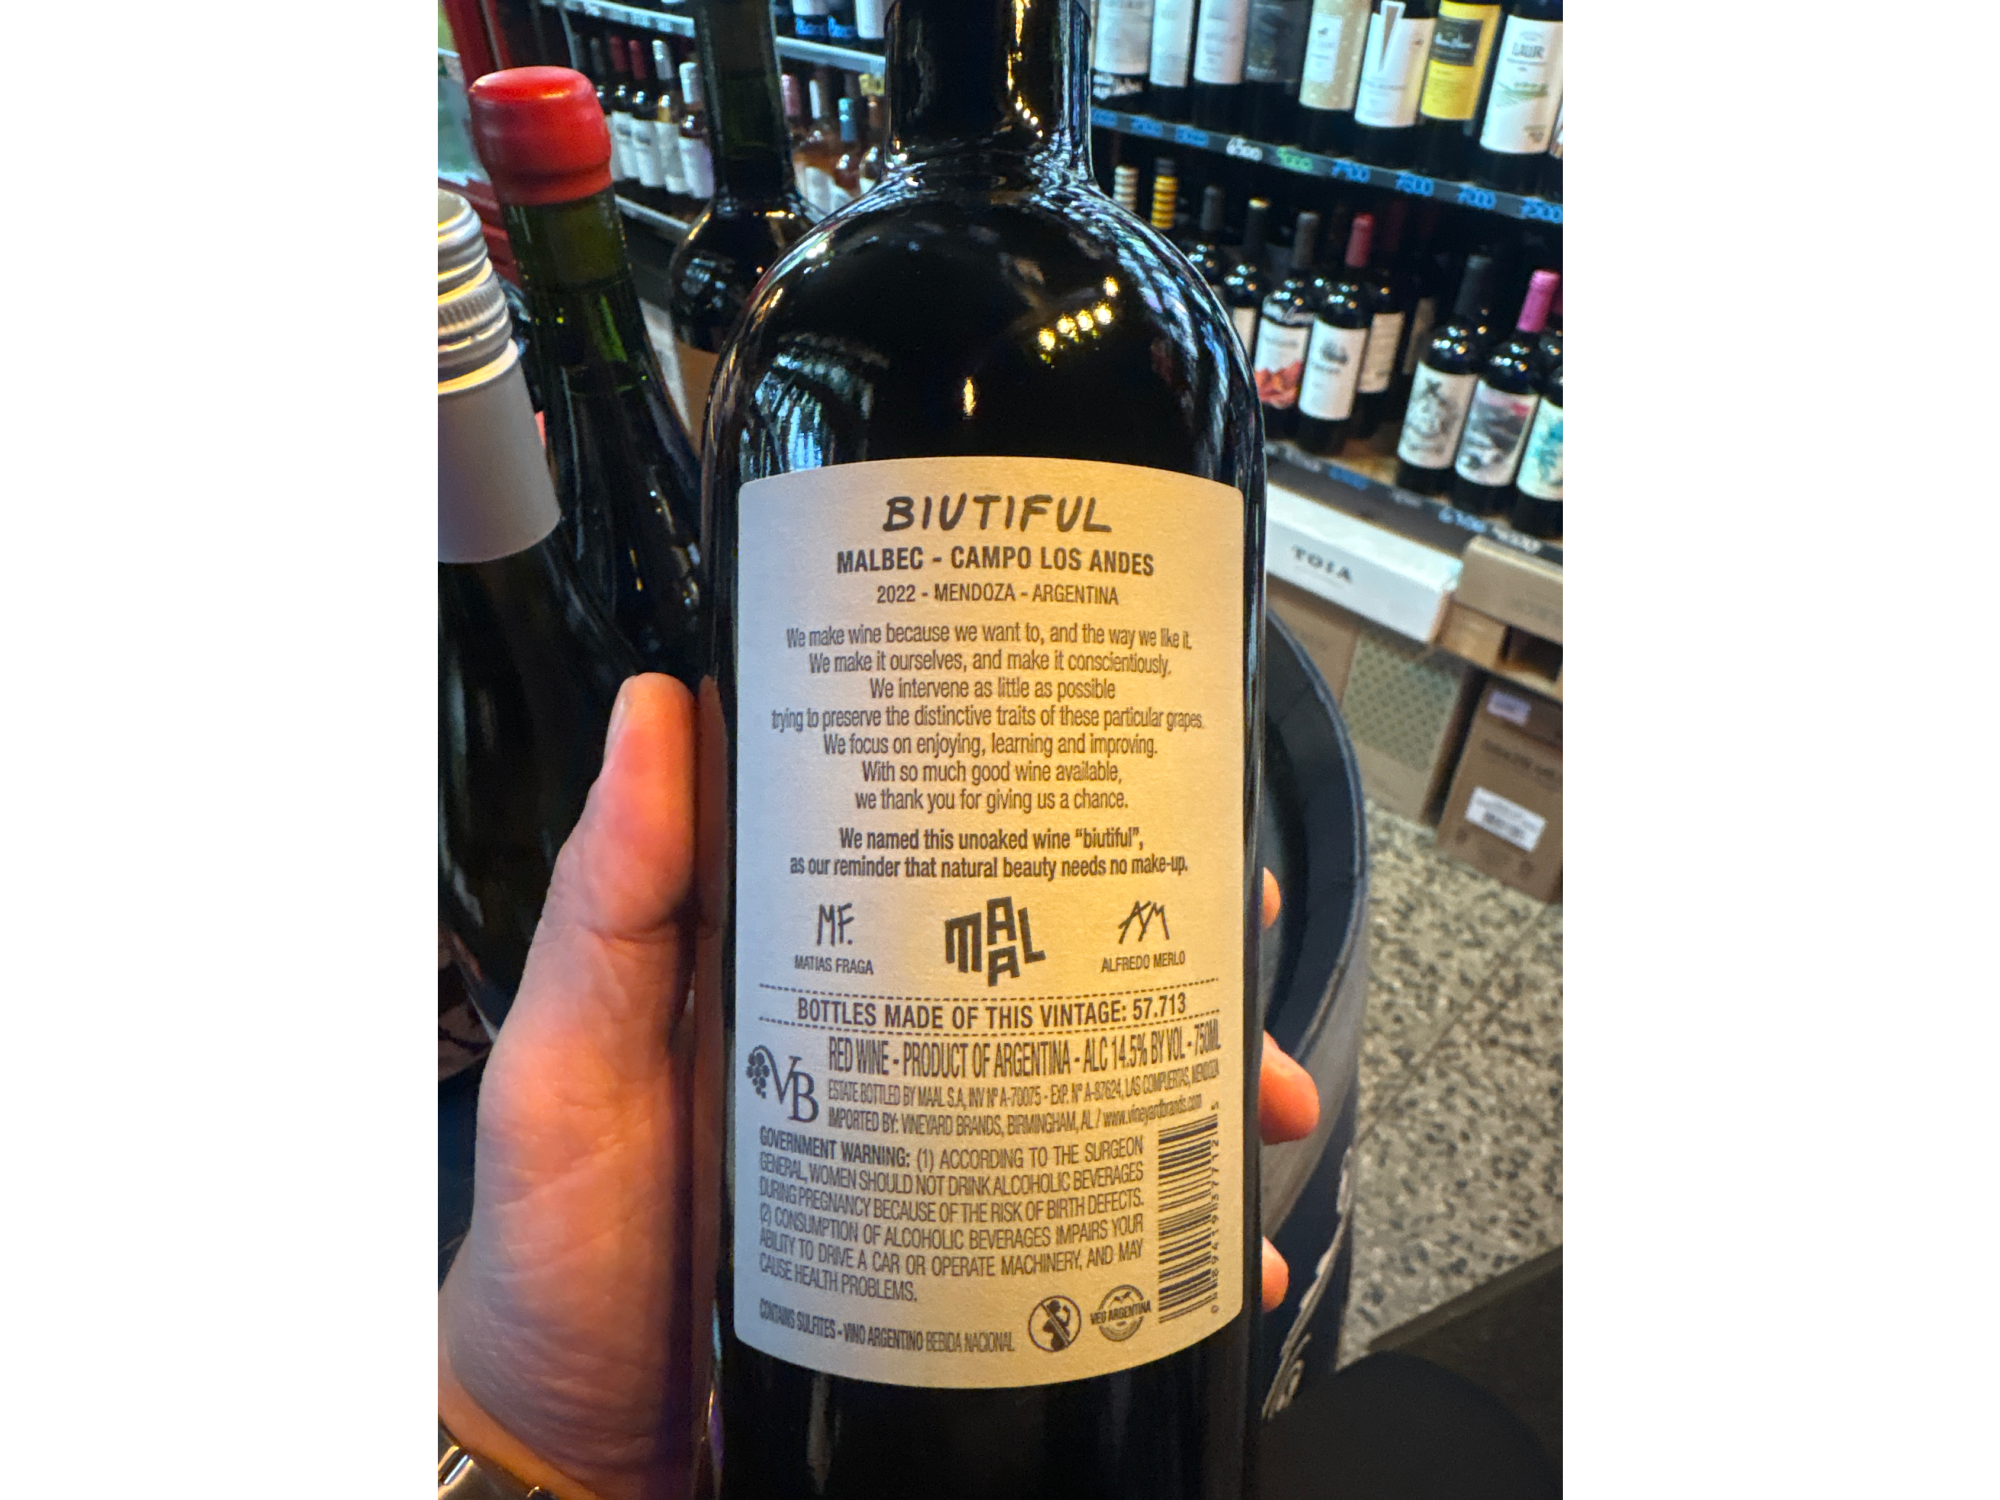 BIUTIFUL
MALBEC - CAMPO LOS ANDES
2022 - MENDOZA - ARGENTINA
We make wine because we want to, and the way we like it.
We make it ourselves, and make it conscientiously.
We intervene as little as possible
trying to preserve the distinctive traits of these particular grapes.
We focus on enjoying, learning and improving.
With so much good wine available,
we thank you for giving us a chance.
We named this unoaked wine “biutiful”,
as our reminder that natural beauty needs no make-up.
MF. MAAL AM
MATIAS FRAGA ALFREDO MERLO
BOTTLES MADE OF THIS VINTAGE: 57.713
VB
RED WINE - PRODUCT OF ARGENTINA - ALC 14.5% BY VOL - 750ML
ESTATE BOTTLED BY MAAL S.A, INV Nº A-70075 - EXP. Nº A-87624, LAS COMPUERTAS, MENDOZA
IMPORTED BY: VINEYARD BRANDS, BIRMINGHAM, AL / www.vineyardbrands.com
GOVERNMENT WARNING: (1) ACCORDING TO THE SURGEON
GENERAL, WOMEN SHOULD NOT DRINK ALCOHOLIC BEVERAGES
DURING PREGNANCY BECAUSE OF THE RISK OF BIRTH DEFECTS.
(2) CONSUMPTION OF ALCOHOLIC BEVERAGES IMPAIRS YOUR
ABILITY TO DRIVE A CAR OR OPERATE MACHINERY, AND MAY
CAUSE HEALTH PROBLEMS.
CONTAINS SULFITES - VINO ARGENTINO BEBIDA NACIONAL
VEG ARGENTINA
LAUR
6500 7900 7500 7000 7500
TOIA